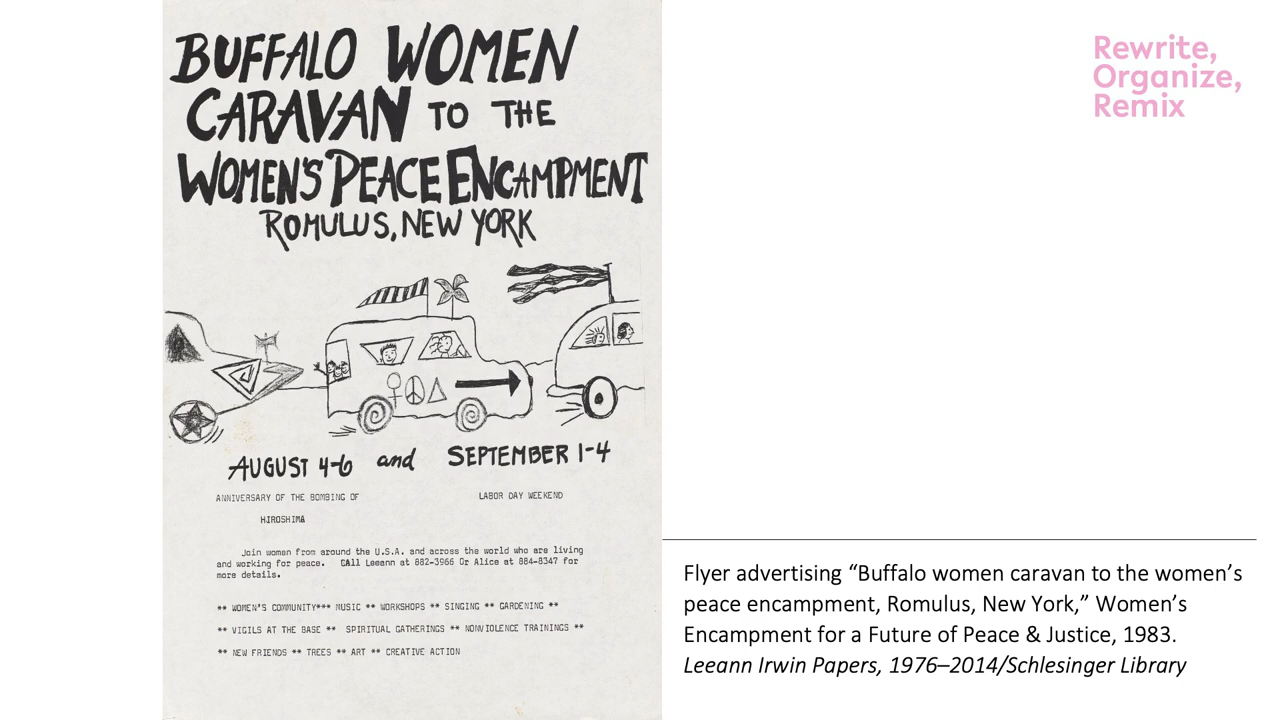 BUFFALO WOMEN
CARAVAN TO THE
WOMEN'S PEACE ENCAMPMENT
ROMULUS, NEW YORK
AUGUST 4-6 and SEPTEMBER 1-4
ANNIVERSARY OF THE BOMBING OF
HIROSHIMA
LABOR DAY WEEKEND
Join women from around the U.S.A. and across the world who are living
and working for peace. CAll Leeann at 882-3966 Or Alice at 884-8347 for
more details.
** WOMEN'S COMMUNITY*** MUSIC ** WORKSHOPS ** SINGING ** GARDENING **
** VIGILS AT THE BASE ** SPIRITUAL GATHERINGS ** NONVIOLENCE TRAININGS **
** NEW FRIENDS ** TREES ** ART ** CREATIVE ACTION
Rewrite,
Organize,
Remix
Flyer advertising “Buffalo women caravan to the women’s
peace encampment, Romulus, New York,” Women’s
Encampment for a Future of Peace & Justice, 1983.
Leeann Irwin Papers, 1976–2014/Schlesinger Library